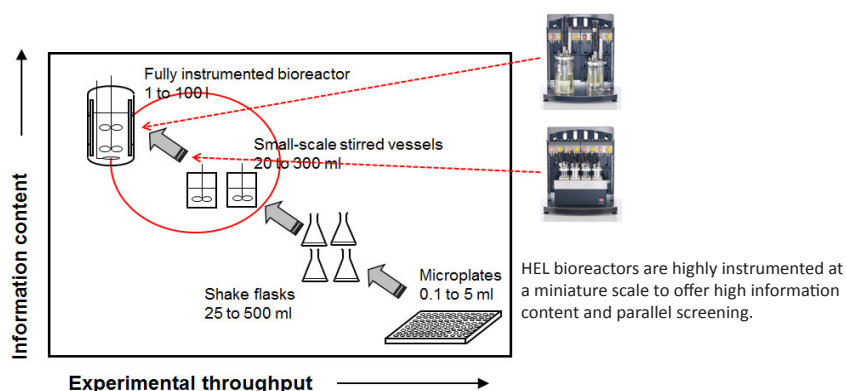 Information content
Fully instrumented bioreactor
1 to 100 l
Small-scale stirred vessels
20 to 300 ml
Shake flasks
25 to 500 ml
Microplates
0.1 to 5 ml
HEL bioreactors are highly instrumented at
a miniature scale to offer high information
content and parallel screening.
Experimental throughput